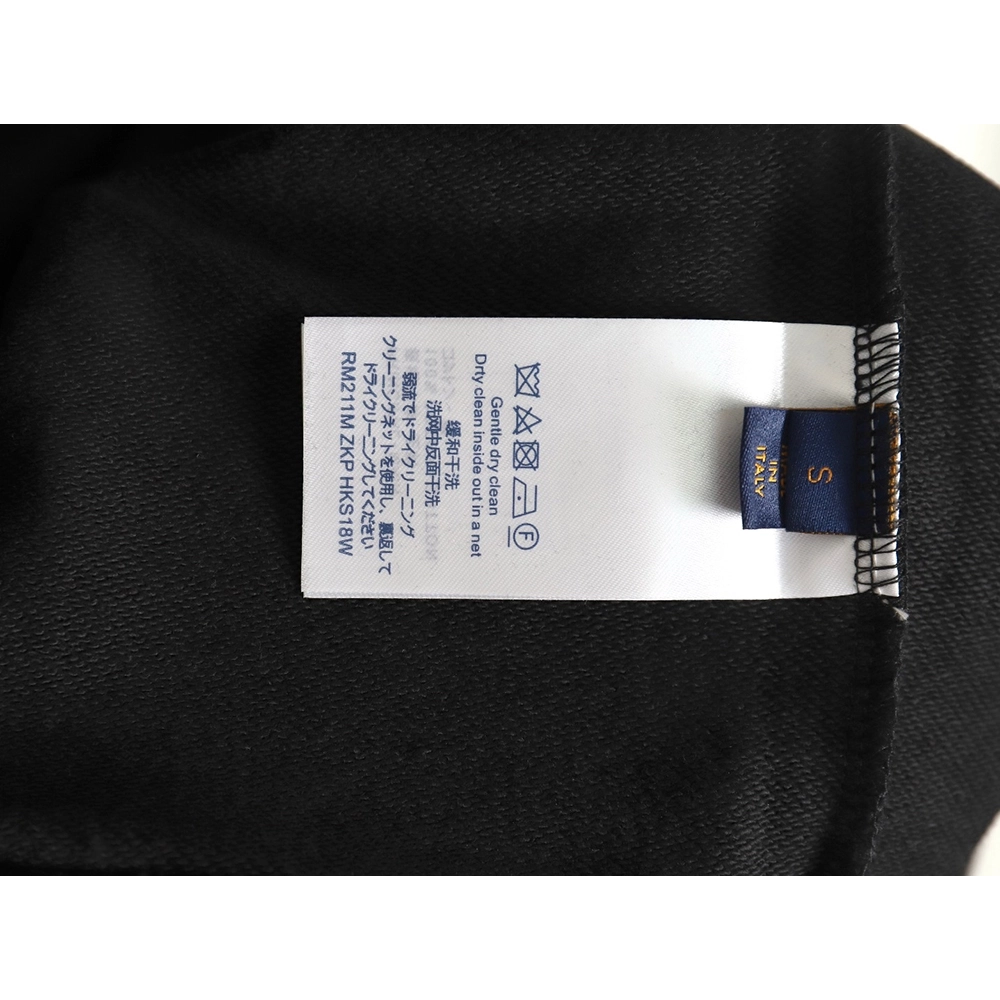 Gentle dry clean
Drty clean inside out in a net
缓和干洗
洗网中反面干洗
弱流でドライクリーニング
クリーニングネットを使用し、裏返して
ドライクリーニングしてください
RM211M ZKP HKS18W
F
S
IN
ITALY